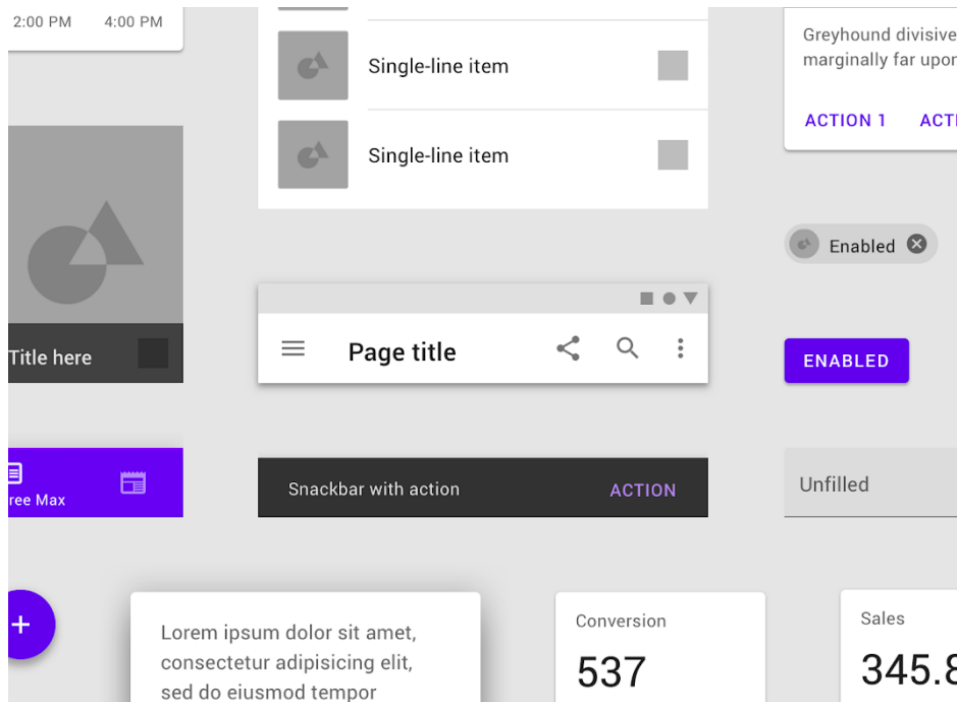 2:00 PM
4:00 PM
Single-line item
Single-line item
Greyhound divisive
marginally far upon
ACTION 1
Enabled
Title here
Page title
ENABLED
Max
Snackbar with action
ACTION
Unfilled
Lorem ipsum dolor sit amet,
consectetur adipisicing elit,
sed do eiusmod tempor
Conversion
537
Sales